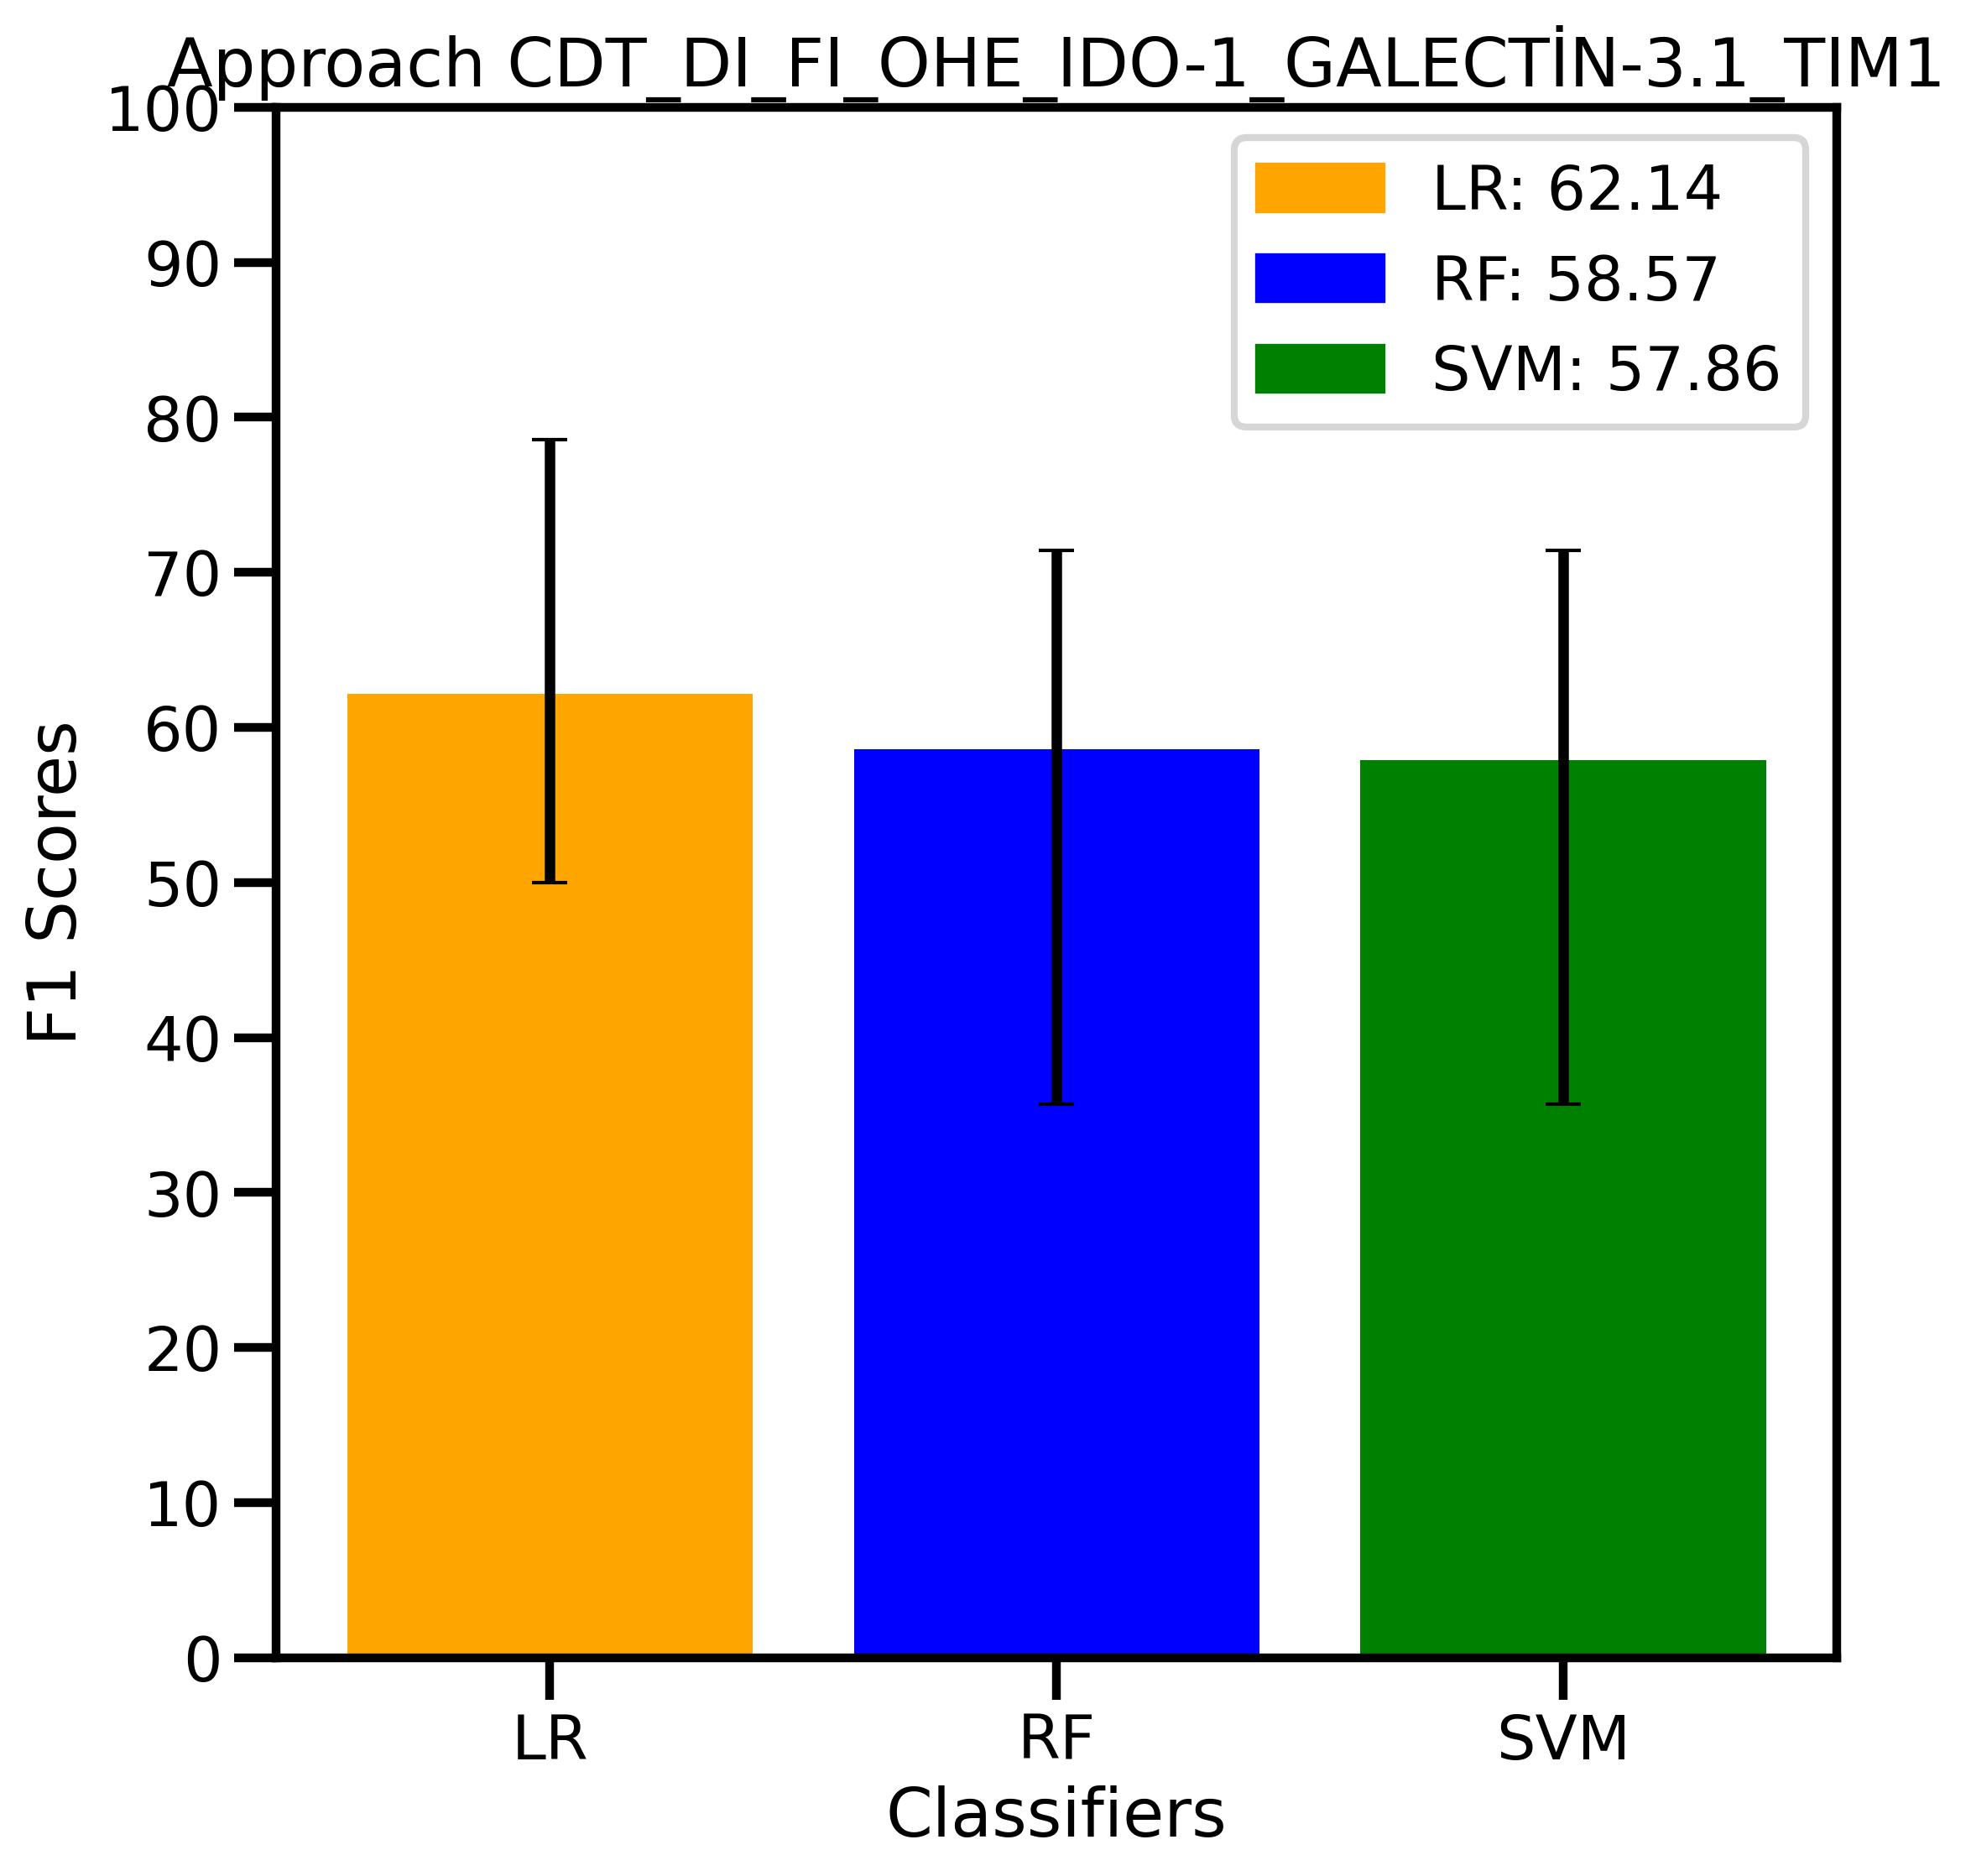 Approach CDT_DI_FI_OHE_IDO-1_GALECTİN-3.1_TIM1
100
90
80
70
60
50
40
30
20
10
0
F1 Scores
LR: 62.14
RF: 58.57
SVM: 57.86
LR
RF
SVM
Classifiers